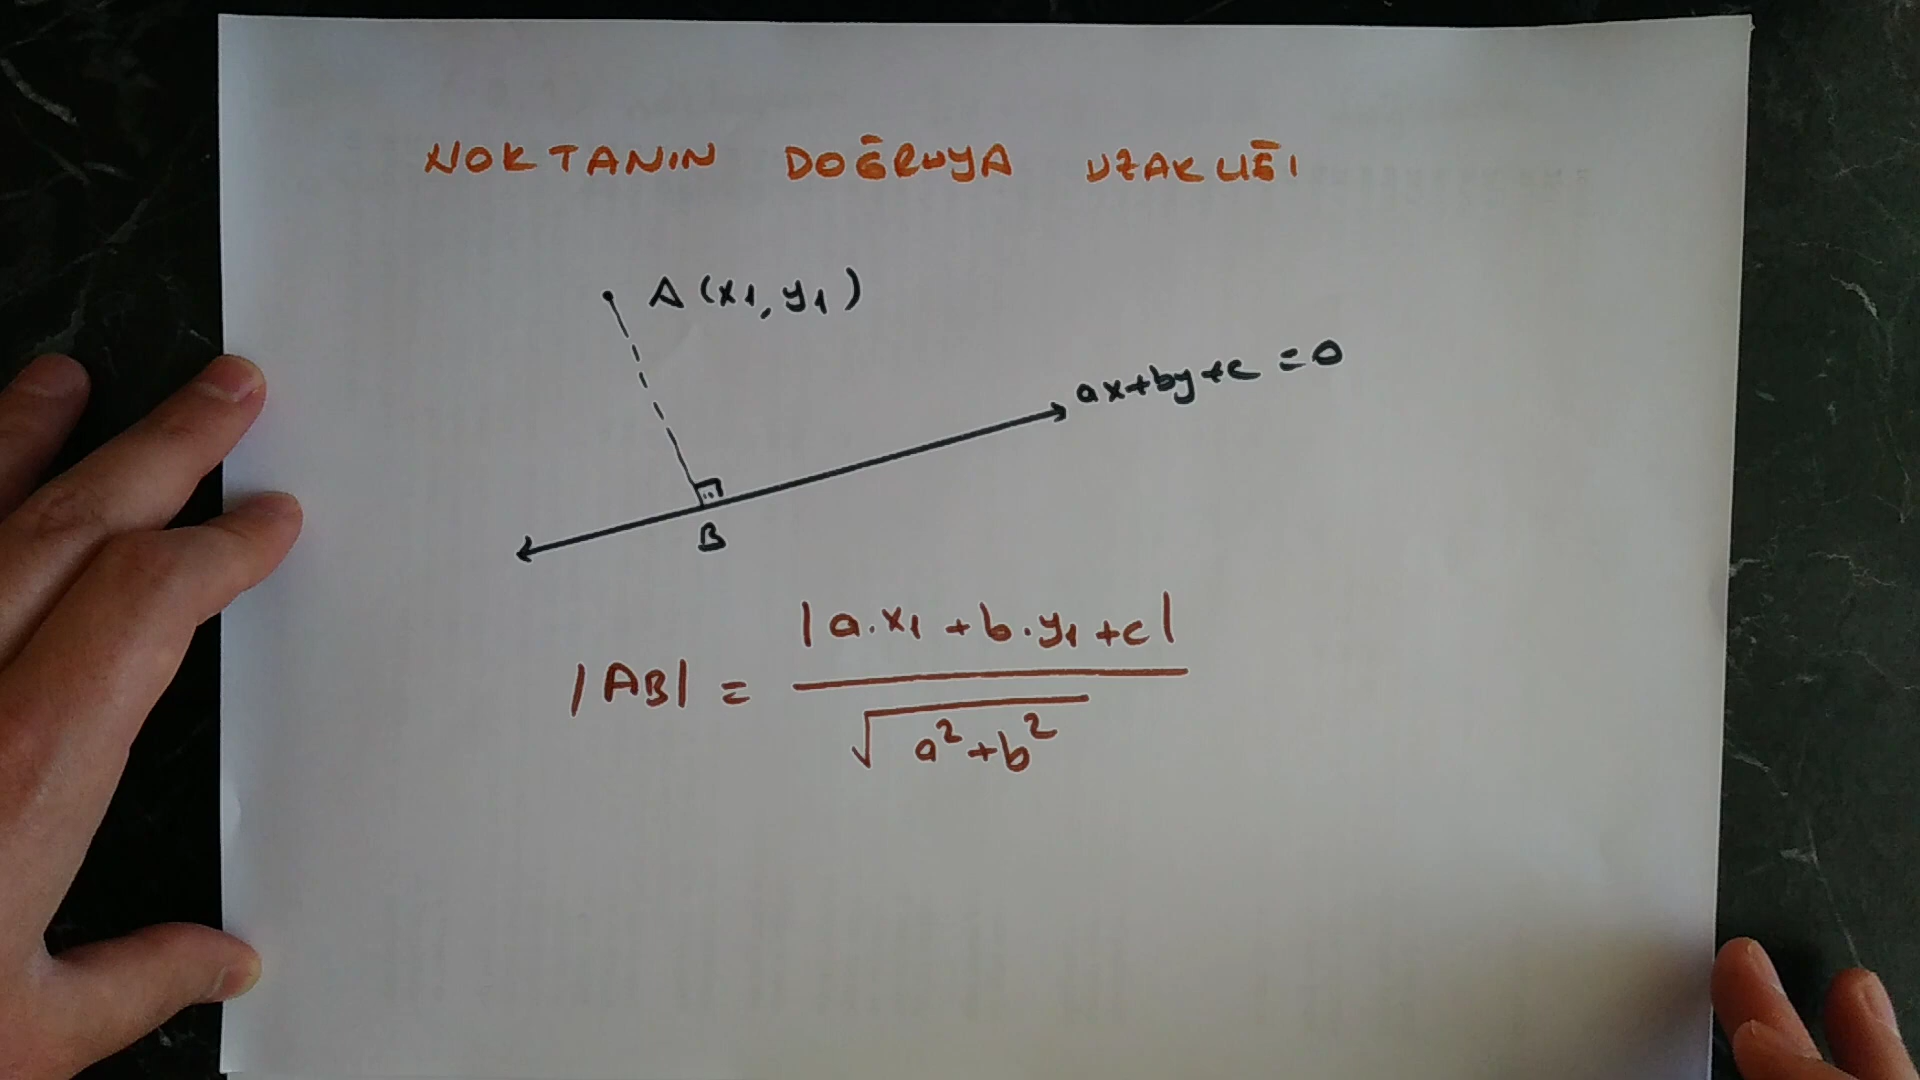 NOKTANIN DOĞRUYA UZAKLIĞI
A(x₁, y₁)
ax+by+c=0
B
|AB| = |a.x₁ + b.y₁ + c| / √(a²+b²)